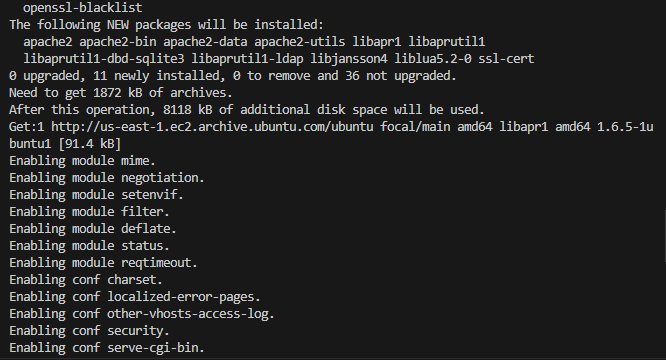 openssl-blacklist
The following NEW packages will be installed:
apache2 apache2-bin apache2-data apache2-utils libapr1 libaprutil1
libaprutil1-dbd-sqlite3 libaprutil1-ldap libjansson4 liblua5.2-0 ssl-cert
0 upgraded, 11 newly installed, 0 to remove and 36 not upgraded.
Need to get 1872 kB of archives.
After this operation, 8118 kB of additional disk space will be used.
Get:1 http://us-east-1.ec2.archive.ubuntu.com/ubuntu focal/main amd64 libapr1 amd64 1.6.5-1u
buntu1 [91.4 kB]
Enabling module mime.
Enabling module negotiation.
Enabling module setenvif.
Enabling module filter.
Enabling module deflate.
Enabling module status.
Enabling module reqtimeout.
Enabling conf charset.
Enabling conf localized-error-pages.
Enabling conf other-vhosts-access-log.
Enabling conf security.
Enabling conf serve-cgi-bin.